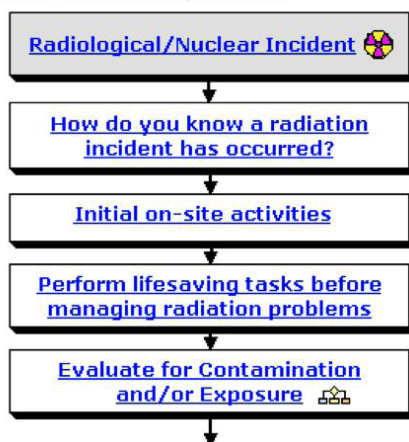 Radiological/Nuclear Incident
How do you know a radiation
incident has occurred?
Initial on-site activities
Perform lifesaving tasks before
managing radiation problems
Evaluate for Contamination
and/or Exposure